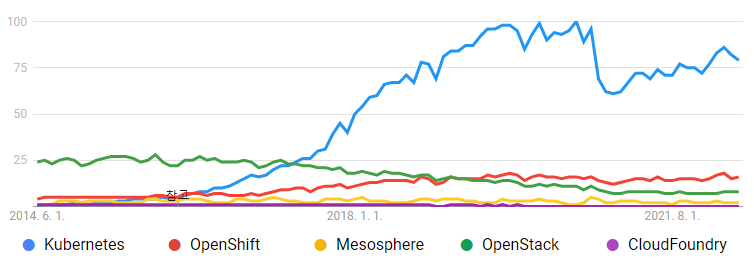 100
75
50
25
참고
2014. 6. 1.
2018. 1. 1.
2021. 8. 1.
Kubernetes
OpenShift
Mesosphere
OpenStack
CloudFoundry